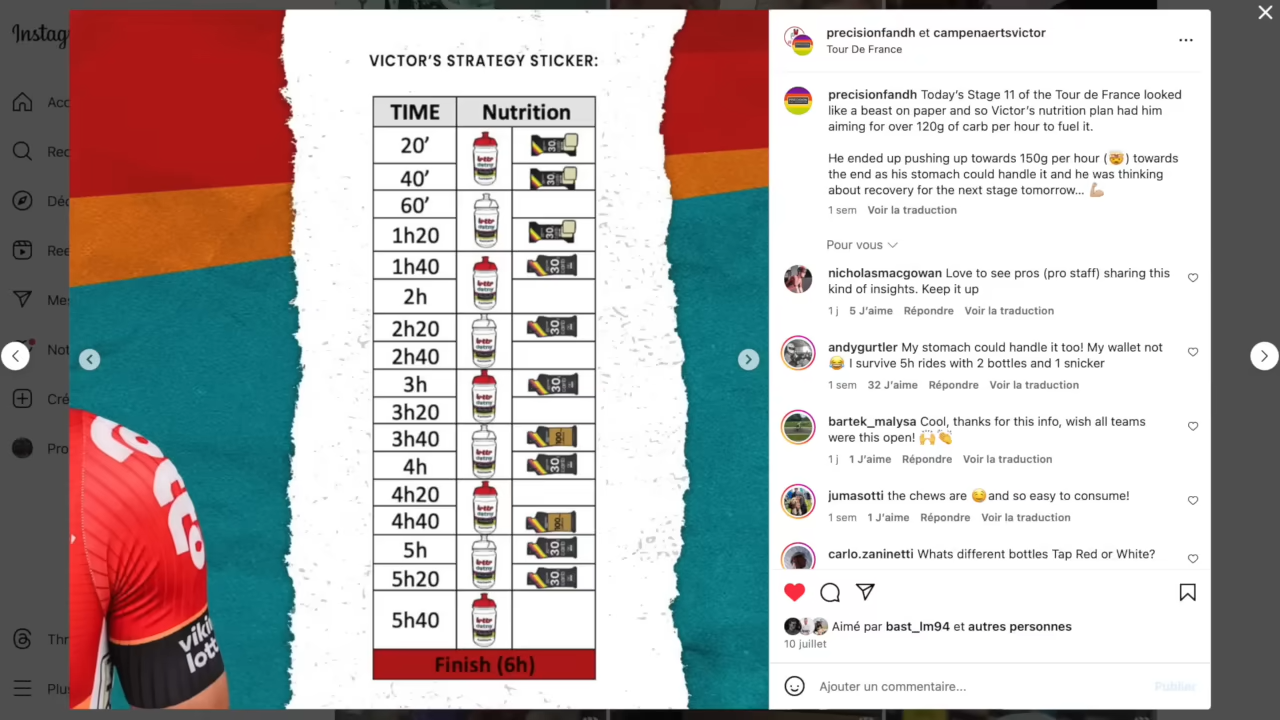 Instag
Acc
Rec
Déc
Ree
Mes
Not
Cré
Pro
Thr
Plus
VICTOR'S STRATEGY STICKER:
TIME Nutrition
20'
40'
60'
1h20
1h40
2h
2h20
2h40
3h
3h20
3h40
4h
4h20
4h40
5h
5h20
5h40
Finish (6h)
precisionfandh et campenaertsvictor
Tour De France
precisionfandh Today's Stage 11 of the Tour de France looked
like a beast on paper and so Victor's nutrition plan had him
aiming for over 120g of carb per hour to fuel it.
He ended up pushing up towards 150g per hour (🤯) towards
the end as his stomach could handle it and he was thinking
about recovery for the next stage tomorrow... 💪🏼
1 sem Voir la traduction
Pour vous
nicholasmacgowan Love to see pros (pro staff) sharing this
kind of insights. Keep it up
1 j 5 J'aime Répondre Voir la traduction
andygurtler My stomach could handle it too! My wallet not
😂 I survive 5h rides with 2 bottles and 1 snicker
1 sem 32 J'aime Répondre Voir la traduction
bartek_malysa Cool, thanks for this info, wish all teams
were this open! 🙌🏼👏🏼
1 j 1 J'aime Répondre Voir la traduction
jumasotti the chews are 😋and so easy to consume!
1 sem 1 J'aime Répondre Voir la traduction
carlo.zaninetti Whats different bottles Tap Red or White?
Aimé par bast_lm94 et autres personnes
10 juillet
Ajouter un commentaire...
Publier